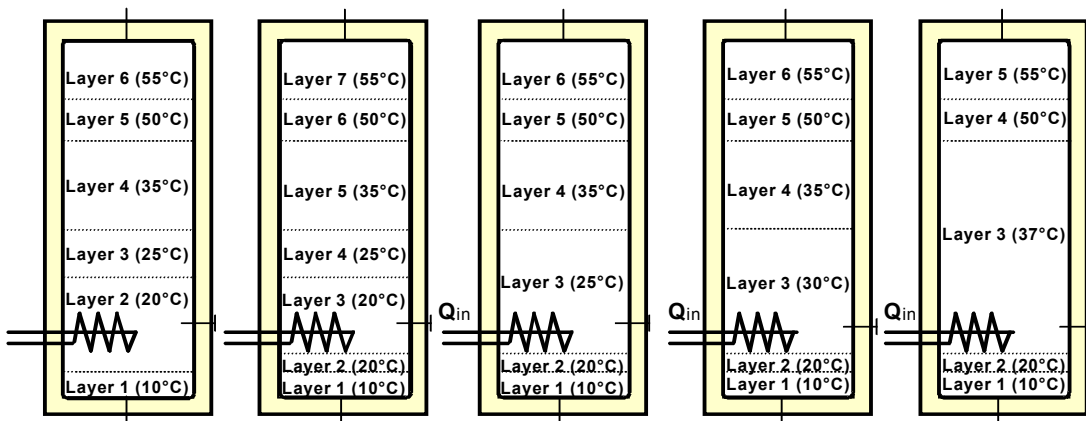 Layer 6 (55°C)
Layer 5 (50°C)
Layer 4 (35°C)
Layer 3 (25°C)
Layer 2 (20°C)
Layer 1 (10°C)
Layer 7 (55°C)
Layer 6 (50°C)
Layer 5 (35°C)
Layer 4 (25°C)
Layer 3 (20°C)
Layer 2 (20°C)
Layer 1 (10°C)
Layer 6 (55°C)
Layer 5 (50°C)
Layer 4 (35°C)
Layer 3 (25°C)
Qin
Layer 2 (20°C)
Layer 1 (10°C)
Layer 6 (55°C)
Layer 5 (50°C)
Layer 4 (35°C)
Layer 3 (30°C)
Qin
Layer 2 (20°C)
Layer 1 (10°C)
Layer 5 (55°C)
Layer 4 (50°C)
Layer 3 (37°C)
Qin
Layer 2 (20°C)
Layer 1 (10°C)